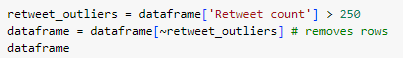 retweet_outliers = dataframe['Retweet count'] > 250
dataframe = dataframe[~retweet_outliers] # removes rows
dataframe